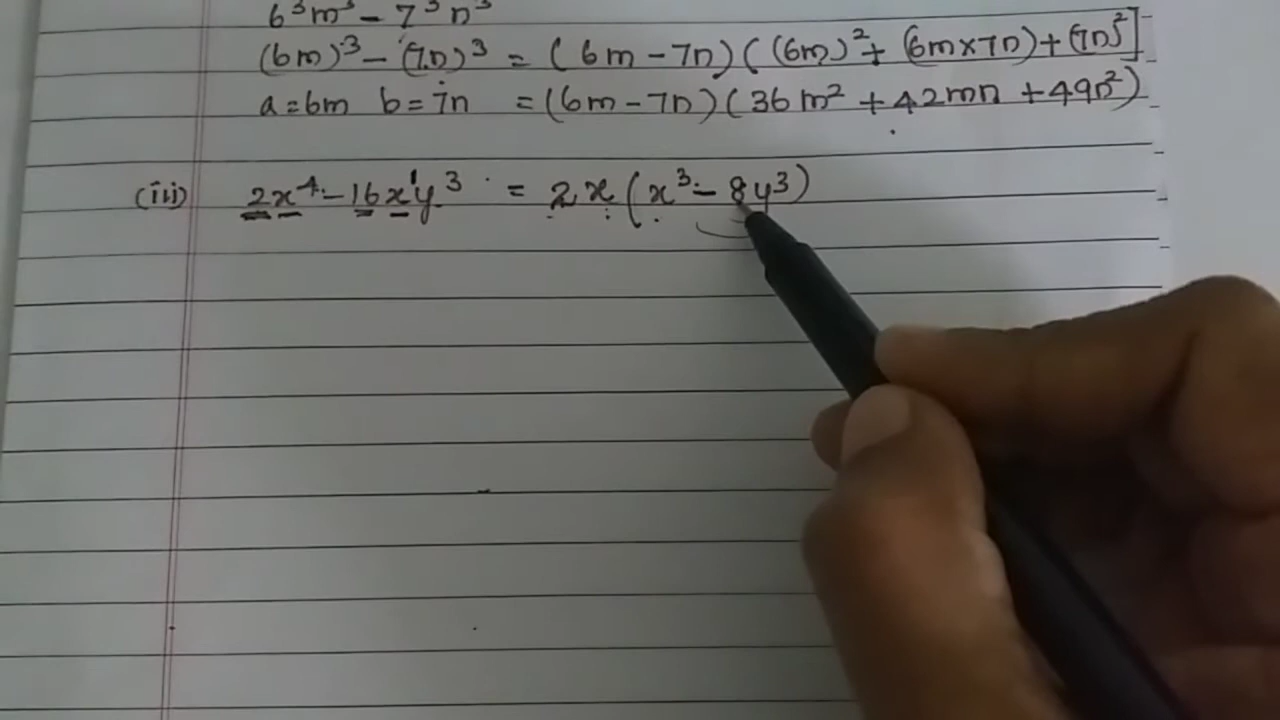 6³m³ - 7³n³
(6m)³ - (7n)³ = (6m - 7n) ((6m)² + (6m×7n) + (7n)²]
a=6m b=7n = (6m - 7n) (36m² + 42mn + 49n²)
(iii) 2x⁴ - 16x¹y³ = 2x (x³ - 8y³)